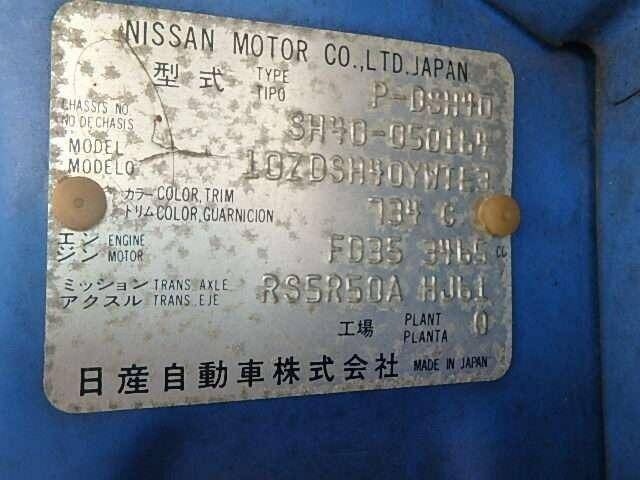 NISSAN MOTOR CO.,LTD.JAPAN
型式 TYPE TIPO P-DSH40
CHASSIS NO NO DE CHASIS SH40-050164
MODEL MODELO 10ZDSH40YWTE3
カラー COLOR,TRIM
トリム COLOR,GUARNICION 734 C
エンジン ENGINE MOTOR FD35 3465 CC
ミッション TRANS.AXLE
アクスル TRANS.EJE RS5R50A HJ61
工場 PLANT PLANTA 0
日産自動車株式会社 MADE IN JAPAN